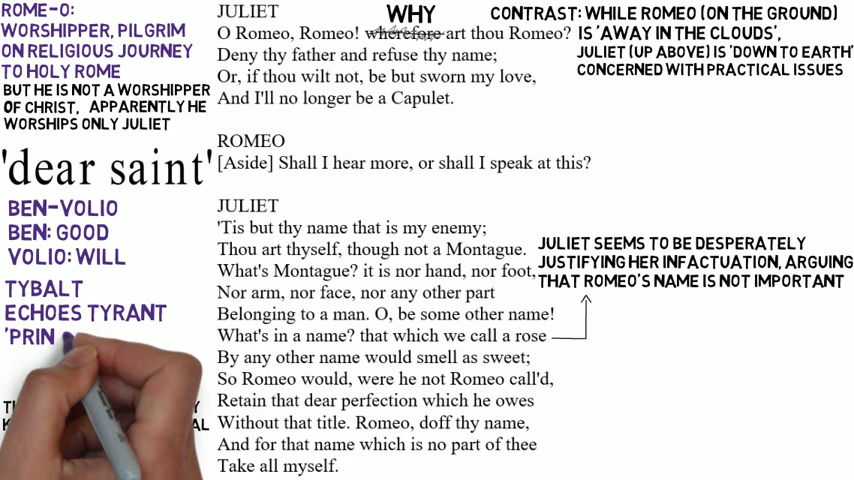 ROME-O:
WORSHIPPER, PILGRIM
ON RELIGIOUS JOURNEY
TO HOLY ROME
BUT HE IS NOT A WORSHIPPER
OF CHRIST, APPARENTLY HE
WORSHIPS ONLY JULIET
'dear saint'
BEN-VOLIO
BEN: GOOD
VOLIO: WILL
TYBALT
ECHOES TYRANT
'PRIN
JULIET
WHY
O Romeo, Romeo! wherefore art thou Romeo?
Deny thy father and refuse thy name;
Or, if thou wilt not, be but sworn my love,
And I'll no longer be a Capulet.
ROMEO
[Aside] Shall I hear more, or shall I speak at this?
JULIET
'Tis but thy name that is my enemy;
Thou art thyself, though not a Montague.
What's Montague? it is nor hand, nor foot,
Nor arm, nor face, nor any other part
Belonging to a man. O, be some other name!
What's in a name? that which we call a rose
By any other name would smell as sweet;
So Romeo would, were he not Romeo call'd,
Retain that dear perfection which he owes
Without that title. Romeo, doff thy name,
And for that name which is no part of thee
Take all myself.
CONTRAST: WHILE ROMEO (ON THE GROUND)
IS 'AWAY IN THE CLOUDS',
JULIET (UP ABOVE) IS 'DOWN TO EARTH'
CONCERNED WITH PRACTICAL ISSUES
JULIET SEEMS TO BE DESPERATELY
JUSTIFYING HER INFACTUATION, ARGUING
THAT ROMEO'S NAME IS NOT IMPORTANT